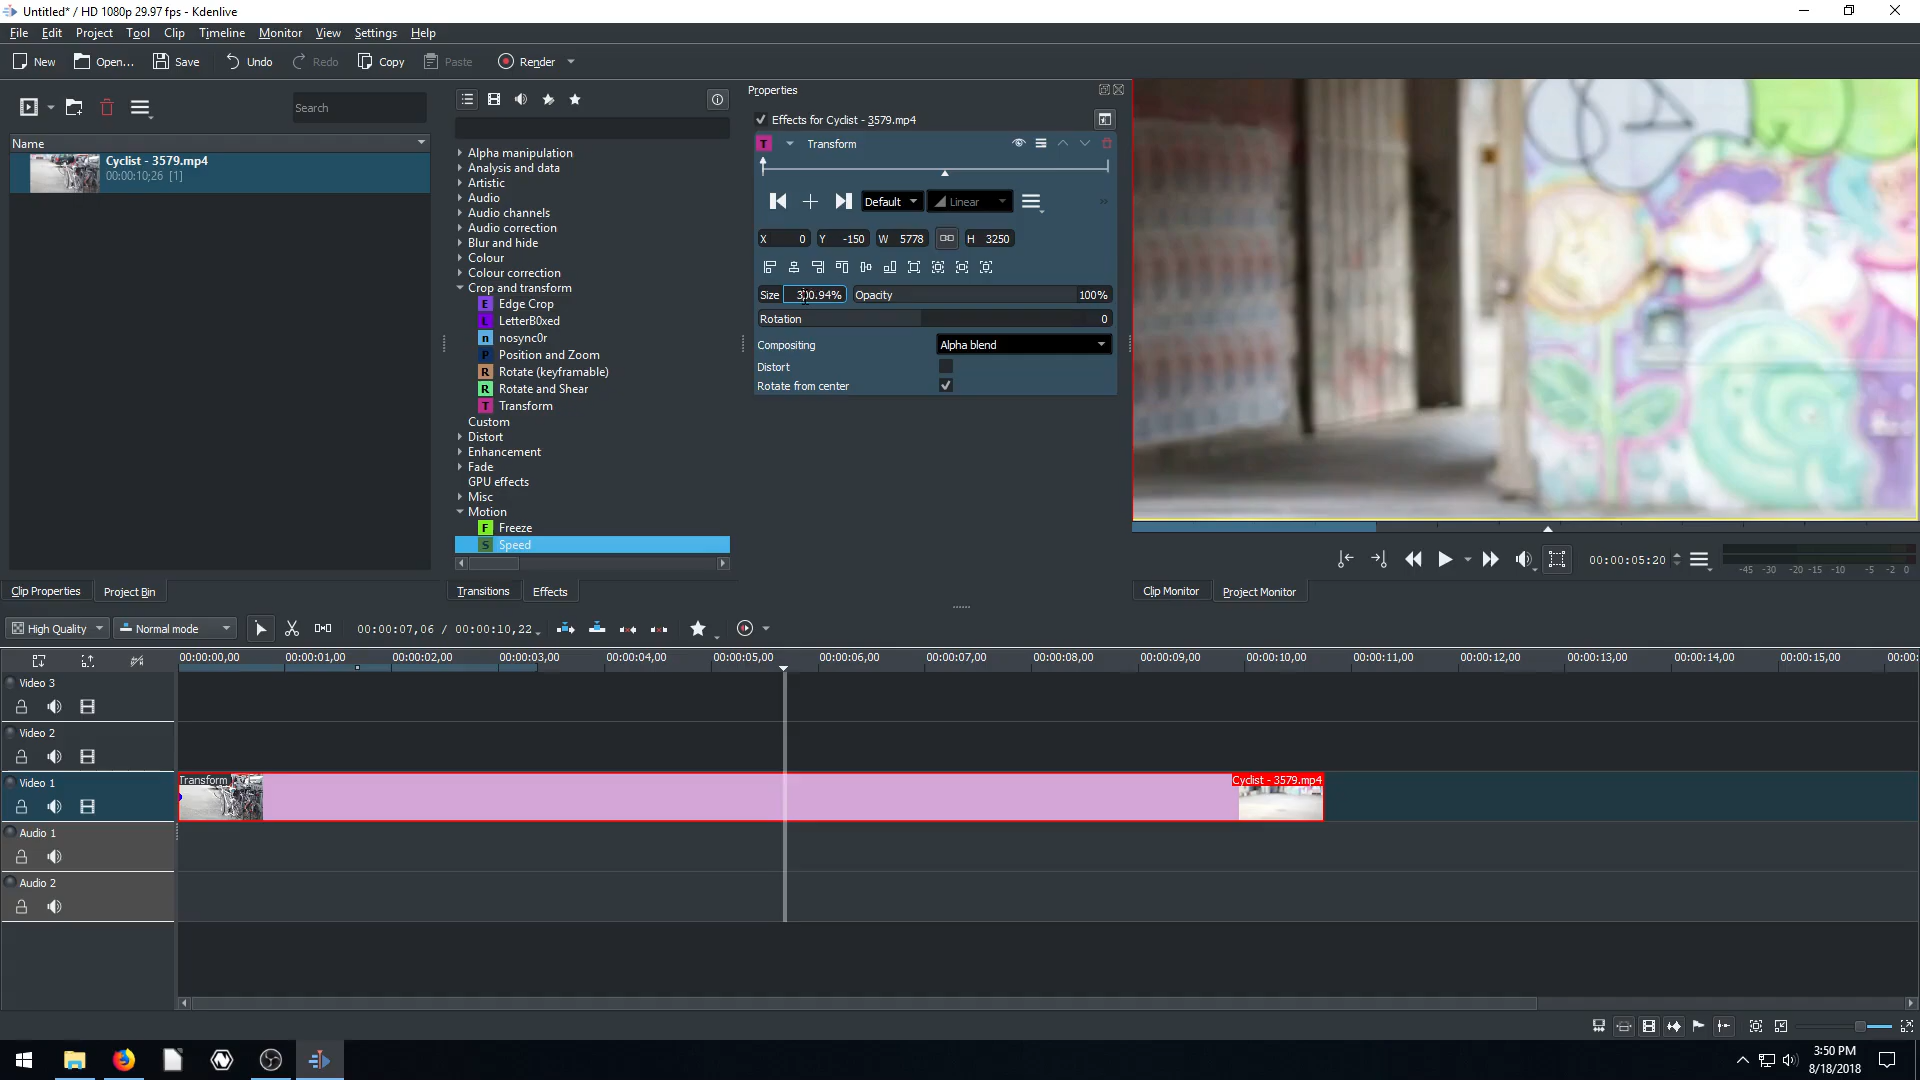 Untitled* / HD 1080p 29.97 fps - Kdenlive
File Edit Project Tool Clip Timeline Monitor View Settings Help
New Open... Save Undo Redo Copy Paste Render
Search
Name
Cyclist - 3579.mp4
00:00:10;26 [1]
Clip Properties Project Bin
Alpha manipulation
Analysis and data
Artistic
Audio
Audio channels
Audio correction
Blur and hide
Colour
Colour correction
Crop and transform
E Edge Crop
L LetterB0xed
n nosync0r
P Position and Zoom
R Rotate (keyframable)
R Rotate and Shear
T Transform
Custom
Distort
Enhancement
Fade
GPU effects
Misc
Motion
F Freeze
S Speed
Transitions Effects
Properties
Effects for Cyclist - 3579.mp4
T Transform
Default Linear
X 0 Y -150 W 5778 H 3250
Size 300.94% Opacity 100%
Rotation 0
Compositing Alpha blend
Distort
Rotate from center
00:00:05:20
-45 -30 -20 -15 -10 -5 -2 0
Clip Monitor Project Monitor
High Quality Normal mode 00:00:07,06 / 00:00:10,22
00:00:00,00 00:00:01,00 00:00:02,00 00:00:03,00 00:00:04,00 00:00:05,00 00:00:06,00 00:00:07,00 00:00:08,00 00:00:09,00 00:00:10,00 00:00:11,00 00:00:12,00 00:00:13,00 00:00:14,00 00:00:15,00 00:00:
Video 3
Video 2
Video 1
Transform
Cyclist - 3579.mp4
Audio 1
Audio 2
3:50 PM
8/18/2018